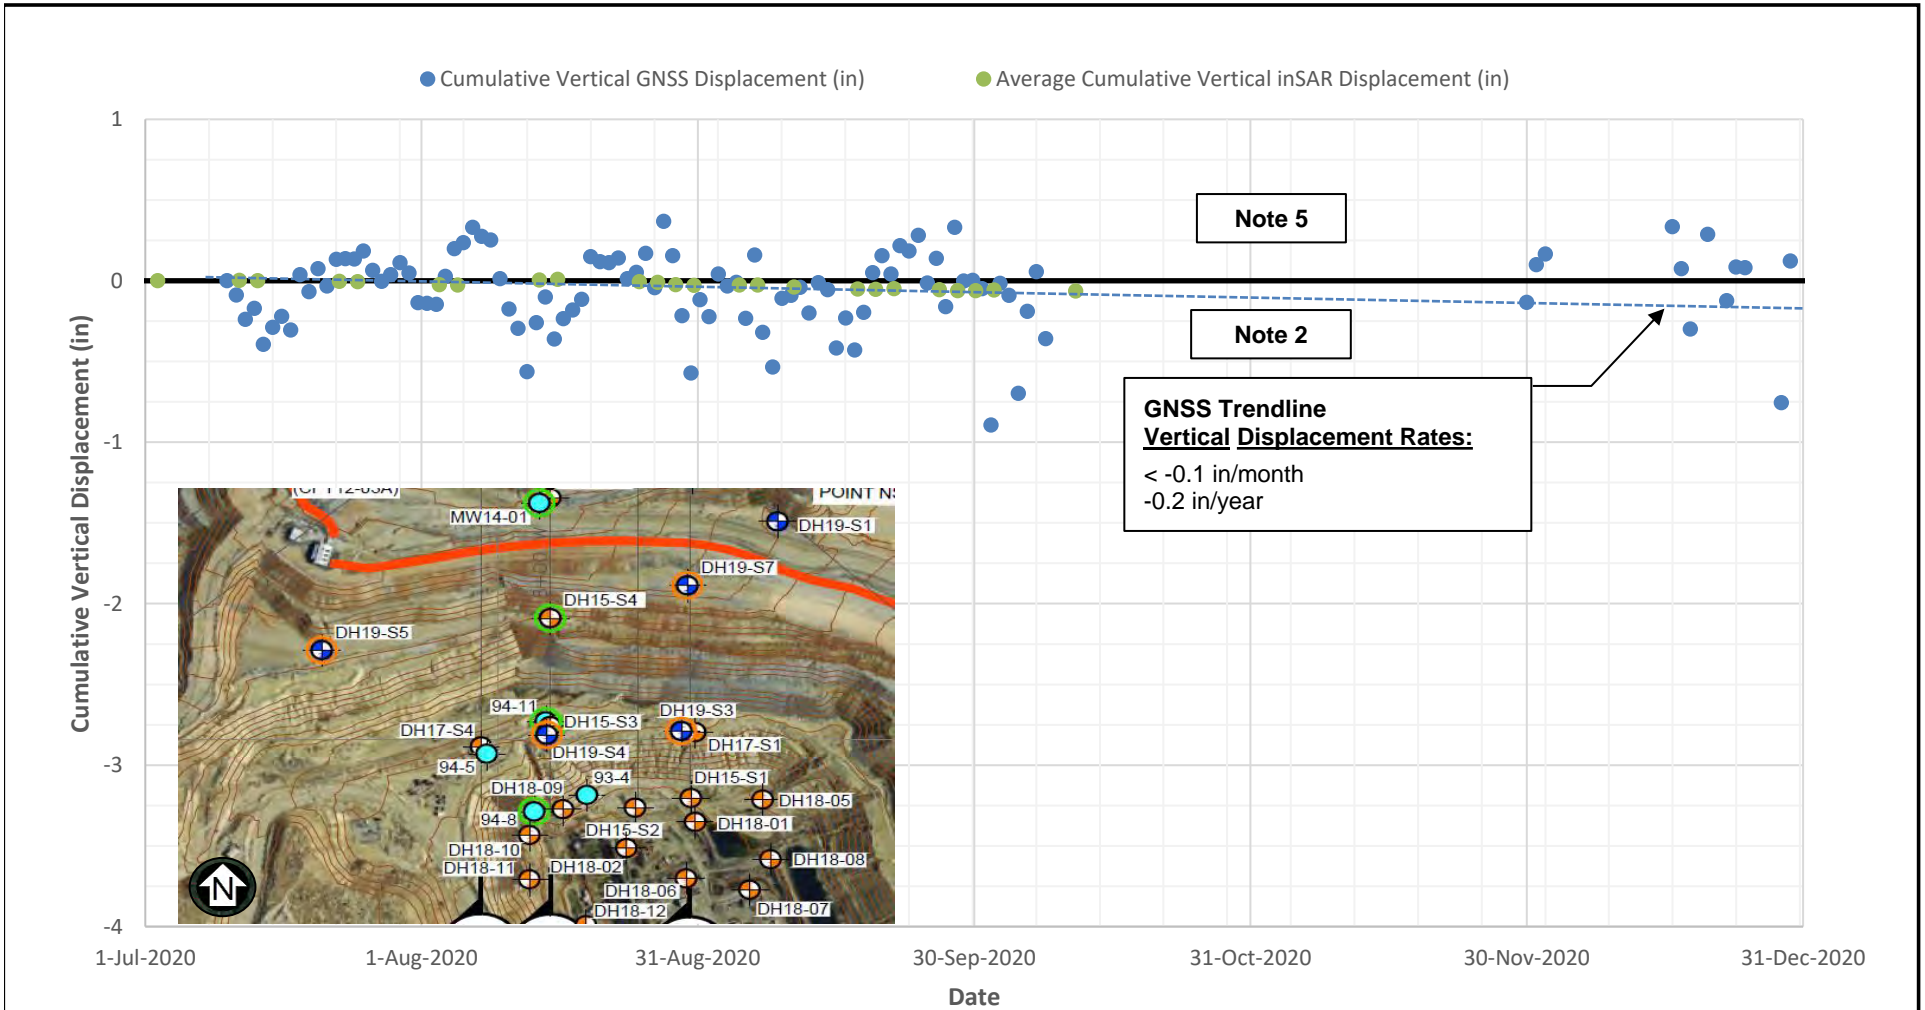 Cumulative Vertical GNSS Displacement (in)
Average Cumulative Vertical inSAR Displacement (in)
Cumulative Vertical Displacement (in)
1
0
-1
-2
-3
-4
Note 5
Note 2
GNSS Trendline
Vertical Displacement Rates:
< -0.1 in/month
-0.2 in/year
MW14-01
DH19-S1
DH19-S7
DH15-S4
DH19-S5
94-11
DH15-S3
DH19-S3
DH17-S4
DH19-S4
DH17-S1
94-5
93-4
DH15-S1
DH18-09
DH18-05
94-8
DH15-S2
DH18-01
DH18-10
DH18-02
DH18-08
DH18-11
DH18-06
DH18-07
DH18-12
N
1-Jul-2020
1-Aug-2020
31-Aug-2020
30-Sep-2020
31-Oct-2020
30-Nov-2020
31-Dec-2020
Date